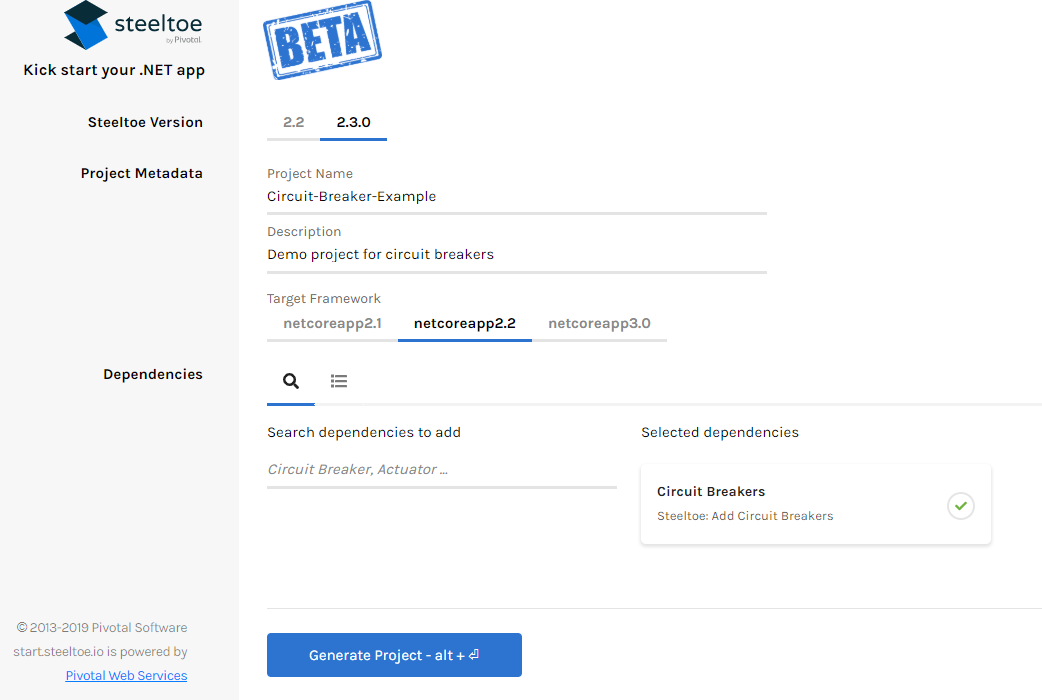 steeltoe
by Pivotal
BETA
Kick start your .NET app
Steeltoe Version
2.2 2.3.0
Project Metadata
Project Name
Circuit-Breaker-Example
Description
Demo project for circuit breakers
Target Framework
netcoreapp2.1 netcoreapp2.2 netcoreapp3.0
Dependencies
Search dependencies to add
Circuit Breaker, Actuator ...
Selected dependencies
Circuit Breakers
Steeltoe: Add Circuit Breakers
© 2013-2019 Pivotal Software
start.steeltoe.io is powered by
Pivotal Web Services
Generate Project - alt + ⏎